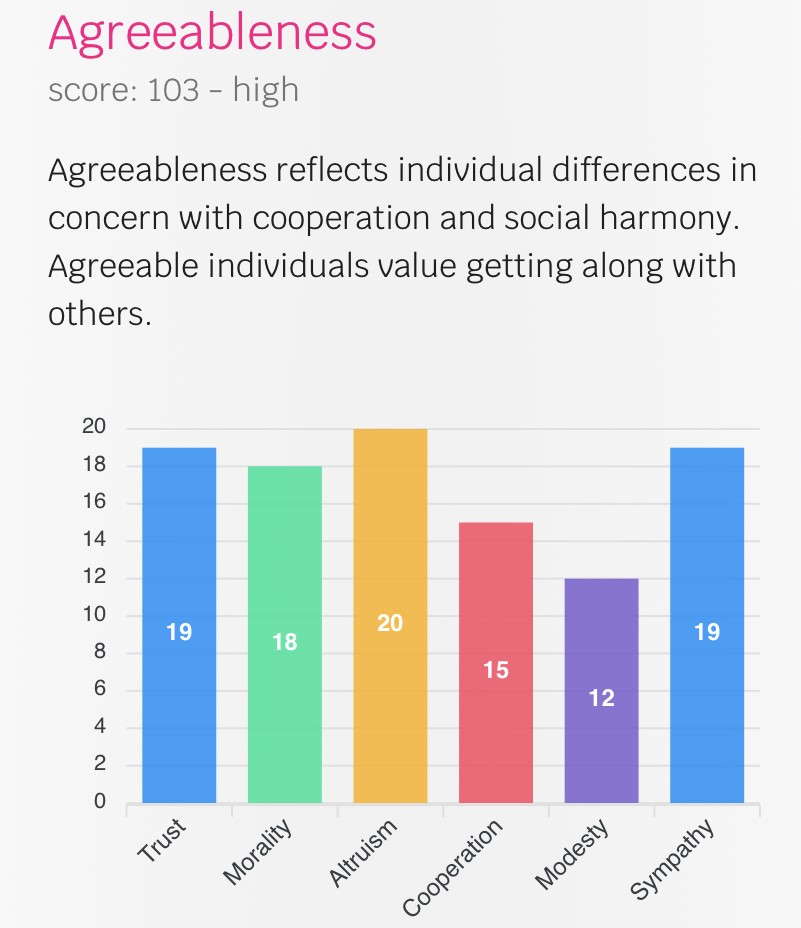 Agreeableness
score: 103 - high
Agreeableness reflects individual differences in
concern with cooperation and social harmony.
Agreeable individuals value getting along with
others.
20
18
16
14
12
10
8
6
4
2
0
19
18
20
15
12
19
Trust
Morality
Altruism
Cooperation
Modesty
Sympathy